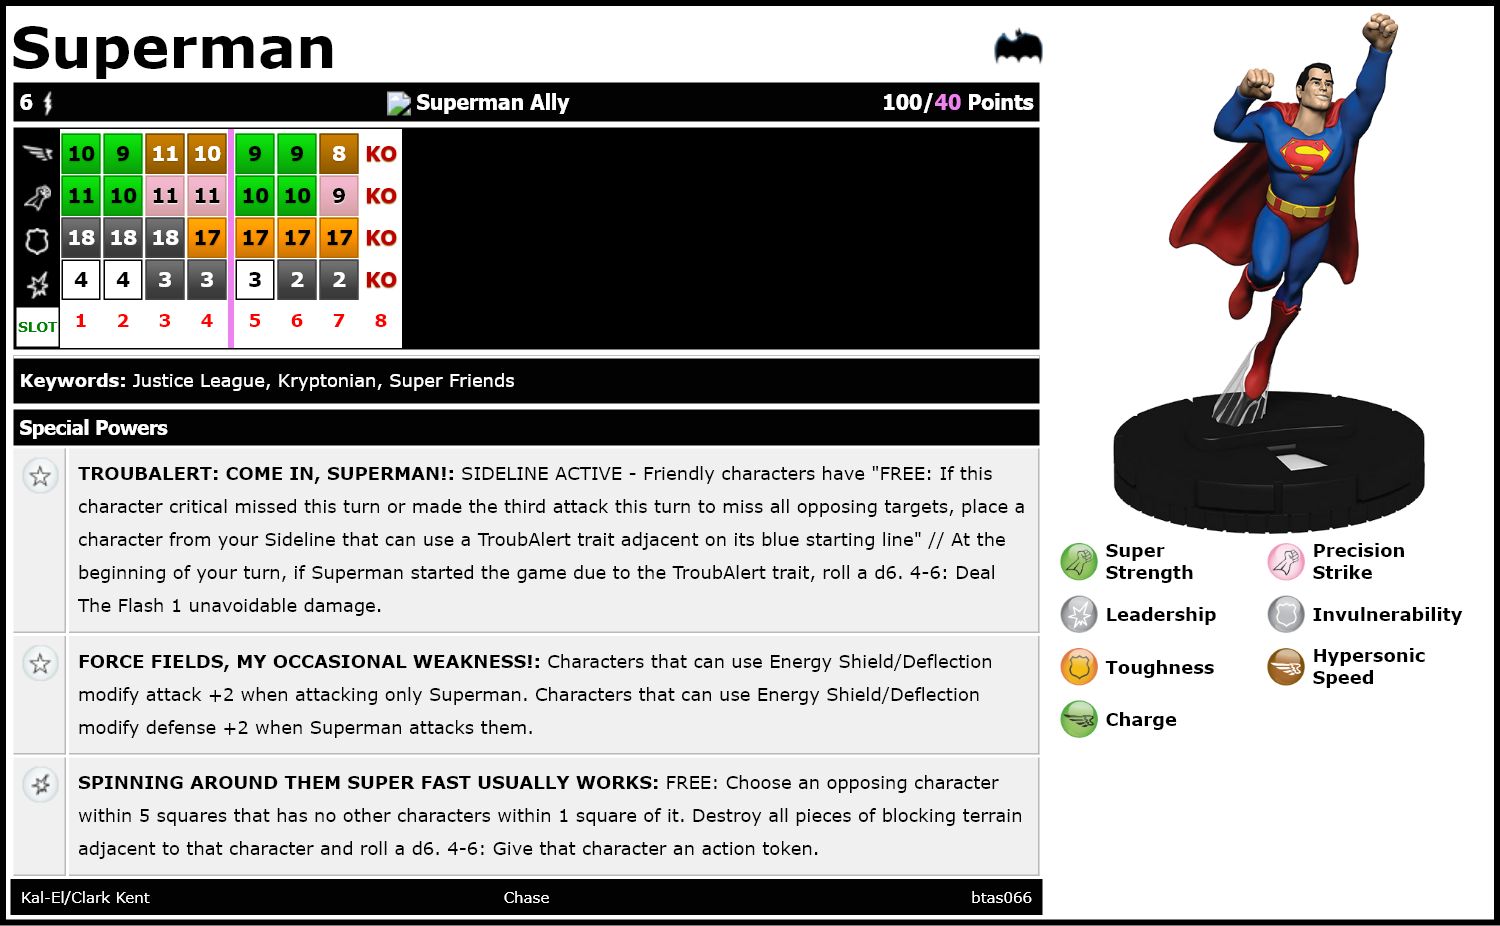 Superman
6 Superman Ally 100/40 Points
10 9 11 10 9 9 8 KO
11 10 11 11 10 10 9 KO
18 18 18 17 17 17 17 KO
4 4 3 3 3 2 2 KO
SLOT 1 2 3 4 5 6 7 8
Keywords: Justice League, Kryptonian, Super Friends
Special Powers
TROUBALERT: COME IN, SUPERMAN!: SIDELINE ACTIVE - Friendly characters have "FREE: If this
character critical missed this turn or made the third attack this turn to miss all opposing targets, place a
character from your Sideline that can use a TroubAlert trait adjacent on its blue starting line" // At the
beginning of your turn, if Superman started the game due to the TroubAlert trait, roll a d6. 4-6: Deal
The Flash 1 unavoidable damage.
FORCE FIELDS, MY OCCASIONAL WEAKNESS!: Characters that can use Energy Shield/Deflection
modify attack +2 when attacking only Superman. Characters that can use Energy Shield/Deflection
modify defense +2 when Superman attacks them.
SPINNING AROUND THEM SUPER FAST USUALLY WORKS: FREE: Choose an opposing character
within 5 squares that has no other characters within 1 square of it. Destroy all pieces of blocking terrain
adjacent to that character and roll a d6. 4-6: Give that character an action token.
Kal-El/Clark Kent Chase btas066
Super
Strength
Precision
Strike
Leadership
Invulnerability
Toughness
Hypersonic
Speed
Charge